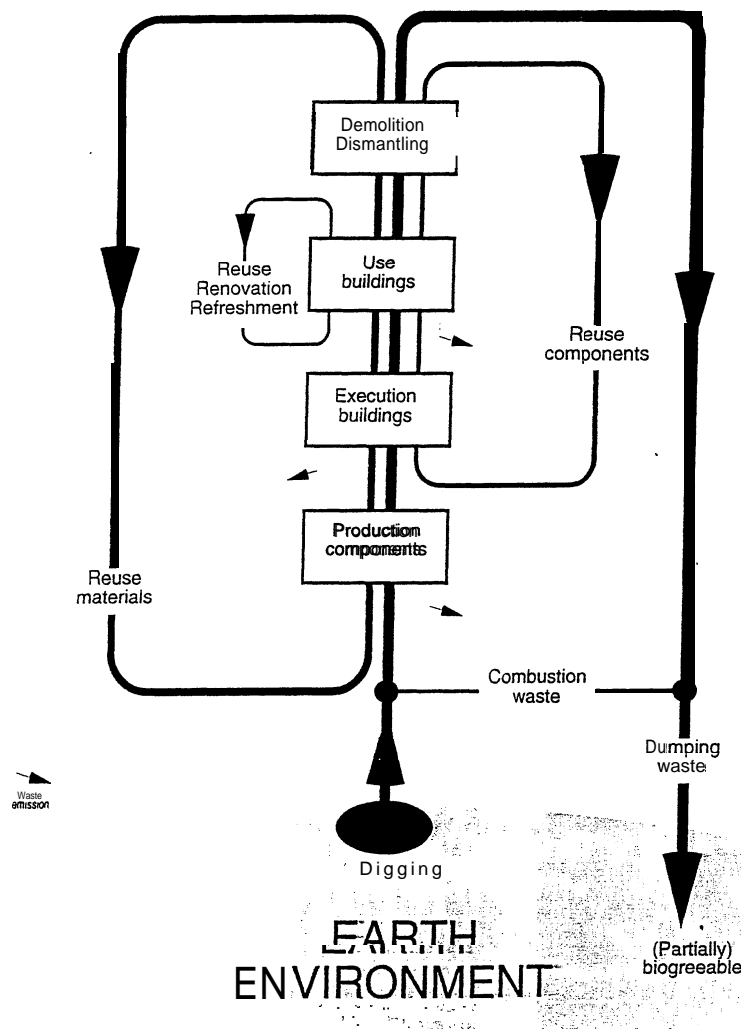 Demolition
Dismantling
Use
buildings
Reuse
Renovation
Refreshment
Reuse
components
Execution
buildings
Production
components
Reuse
materials
Combustion
waste
Dumping
waste
Waste
emission
Digging
EARTH
ENVIRONMENT
(Partially)
biogreeable